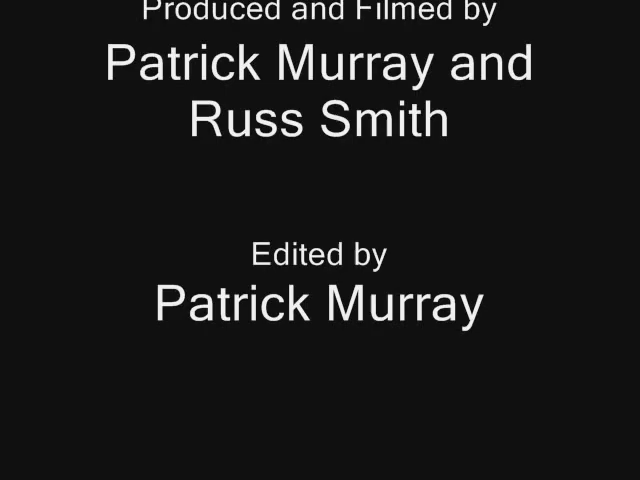 Produced and Filmed by
Patrick Murray and
Russ Smith
Edited by
Patrick Murray